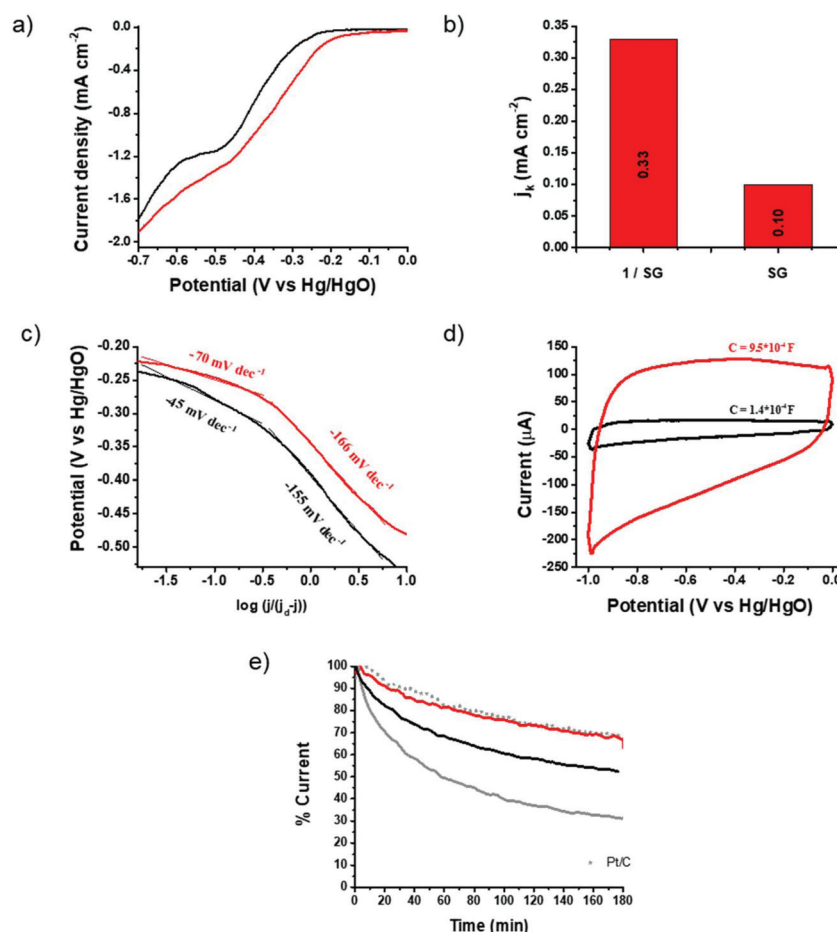 a)
0.0
-0.4
-0.8
-1.2
-1.6
-2.0
Current density (mA cm-2)
-0.7 -0.6 -0.5 -0.4 -0.3 -0.2 -0.1 0.0
Potential (V vs Hg/HgO)
b)
0.35
0.30
0.25
0.20
0.15
0.10
0.05
0.00
jk (mA cm-2)
0.33
0.10
1 / SG SG
c)
-0.20
-0.25
-0.30
-0.35
-0.40
-0.45
-0.50
Potential (V vs Hg/HgO)
-70 mV dec-1
-45 mV dec-1
-166 mV dec-1
-155 mV dec-1
-1.5 -1.0 -0.5 0.0 0.5 1.0
log (j/(jd-j))
d)
150
100
50
0
-50
-100
-150
-200
-250
Current (μA)
C = 9.5*10-4 F
C = 1.4*10-4 F
-1.0 -0.8 -0.6 -0.4 -0.2 0.0
Potential (V vs Hg/HgO)
e)
100
90
80
70
60
50
40
30
20
10
0
% Current
Pt/C
0 20 40 60 80 100 120 140 160 180
Time (min)